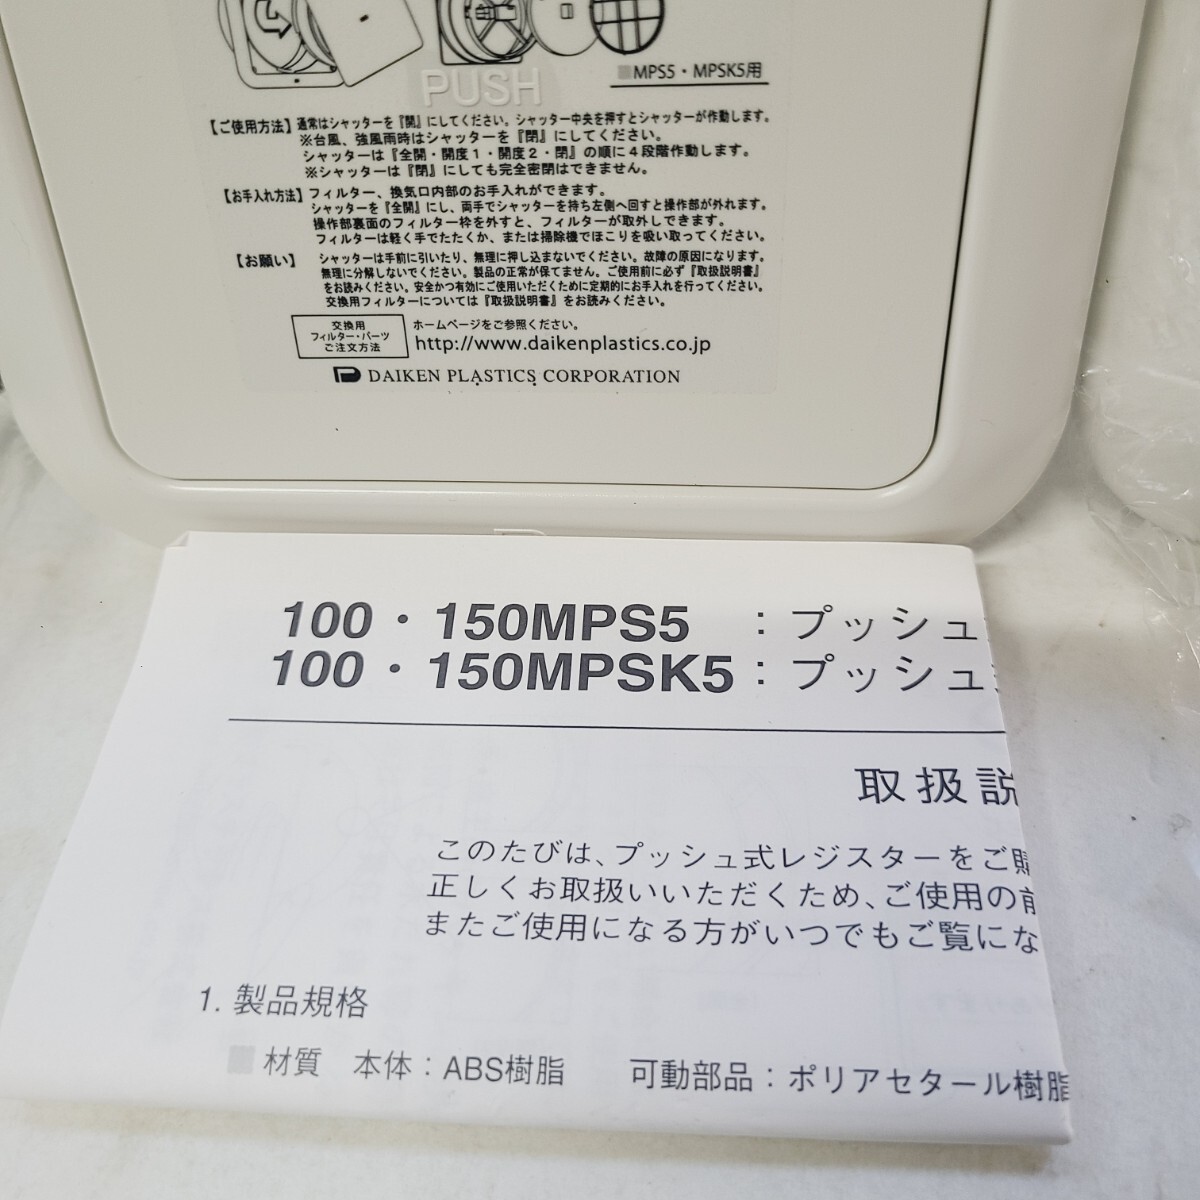 ■MPS5・MPSK5用
PUSH
【ご使用方法】通常はシャッターを『開』にしてください。シャッター中央を押すとシャッターが作動します。
※台風、強風雨時はシャッターを『閉』にしてください。
シャッターは『全開・開度1・開度2・閉』の順に4段階作動します。
※シャッターは『閉』にしても完全密閉はできません。
【お手入れ方法】フィルター、換気口内部のお手入れができます。
シャッターを『全開』にし、両手でシャッターを持ち左側へ回すと操作部が外れます。
操作部裏面のフィルター枠を外すと、フィルターが取外しできます。
フィルターは軽く手でたたくか、または掃除機でほこりを吸い取ってください。
【お願い】 シャッターは手前に引いたり、無理に押し込まないでください。故障の原因になります。
無理に分解しないでください。製品の正常が保てません。ご使用前に必ず『取扱説明書』
をお読みください。安全かつ有効にご使用いただくために定期的にお手入れを行ってください。
交換用フィルターについては『取扱説明書』をお読みください。
交換用
フィルター・パーツ
ご注文方法
ホームページをご参照ください。
http://www.daikenplastics.co.jp
DAIKEN PLASTICS CORPORATION
100・150MPS5 ：プッシュ
100・150MPSK5：プッシュ
取扱説
このたびは、プッシュ式レジスターをご購
正しくお取扱いいただくため、ご使用の前
またご使用になる方がいつでもご覧にな
1. 製品規格
■材質 本体：ABS樹脂 可動部品：ポリアセタール樹脂